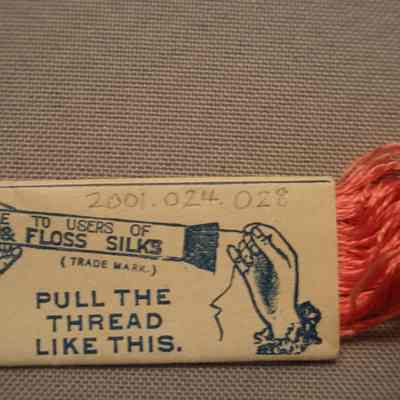 2001.024.028
TO USERS OF
FLOSS SILKS
(TRADE MARK.)
PULL THE
THREAD
LIKE THIS.